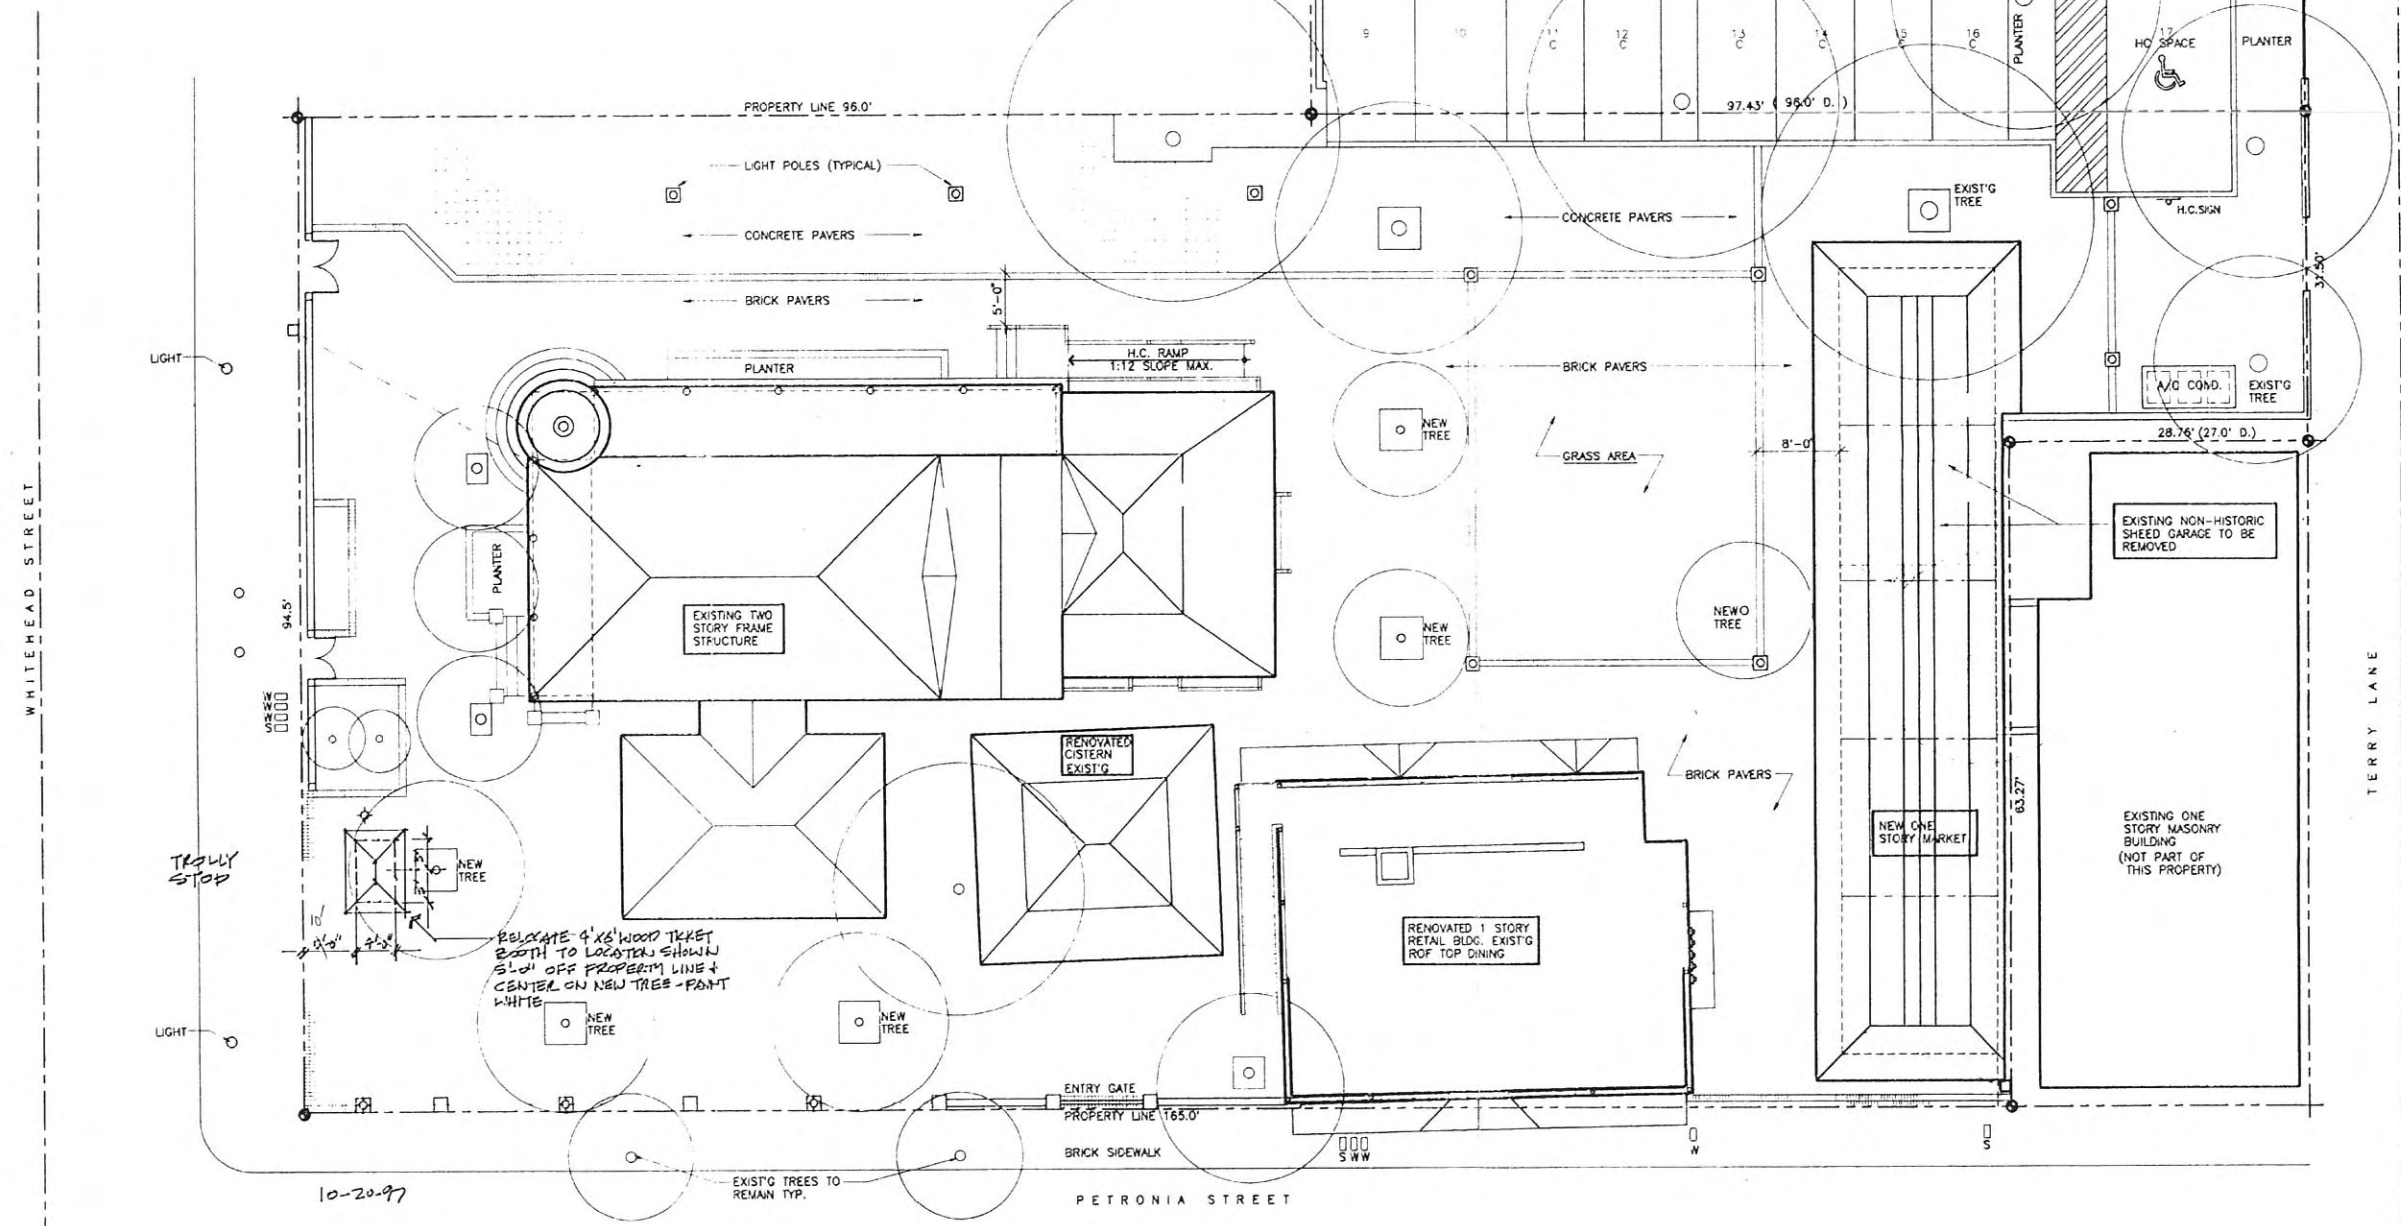 9
10
11
C
12
C
13
C
14
C
15
C
16
C
PLANTER
17
HC SPACE
PLANTER
PROPERTY LINE 96.0'
97.43' ( 96.0' D. )
LIGHT POLES (TYPICAL)
CONCRETE PAVERS
CONCRETE PAVERS
EXIST'G
TREE
H.C.SIGN
31.50'
BRICK PAVERS
5'-0"
LIGHT
H.C. RAMP
1:12 SLOPE MAX.
PLANTER
BRICK PAVERS
A/C COND.
EXIST'G
TREE
NEW
TREE
GRASS AREA
8'-0"
28.76' (27.0' D.)
WHITEHEAD STREET
EXISTING NON-HISTORIC
SHEED GARAGE TO BE
REMOVED
PLANTER
94.5'
EXISTING TWO
STORY FRAME
STRUCTURE
NEW
TREE
NEW
TREE
TERRY LANE
W
W
W
S
RENOVATED
CISTERN
EXIST'G
BRICK PAVERS
63.27'
NEW ONE
STORY MARKET
EXISTING ONE
STORY MASONRY
BUILDING
(NOT PART OF
THIS PROPERTY)
TROLLY
STOP
NEW
TREE
10'
4'-0"
RELOCATE 4'X6' WOOD TICKET
BOOTH TO LOCATION SHOWN
5'-0" OFF PROPERTY LINE &
CENTER ON NEW TREE - PAINT
WHITE
RENOVATED 1 STORY
RETAIL BLDG. EXIST'G
ROF TOP DINING
NEW
TREE
NEW
TREE
LIGHT
ENTRY GATE
PROPERTY LINE 165.0'
BRICK SIDEWALK
S W W
W
S
EXIST'G TREES TO
REMAIN TYP.
10-20-97
PETRONIA STREET